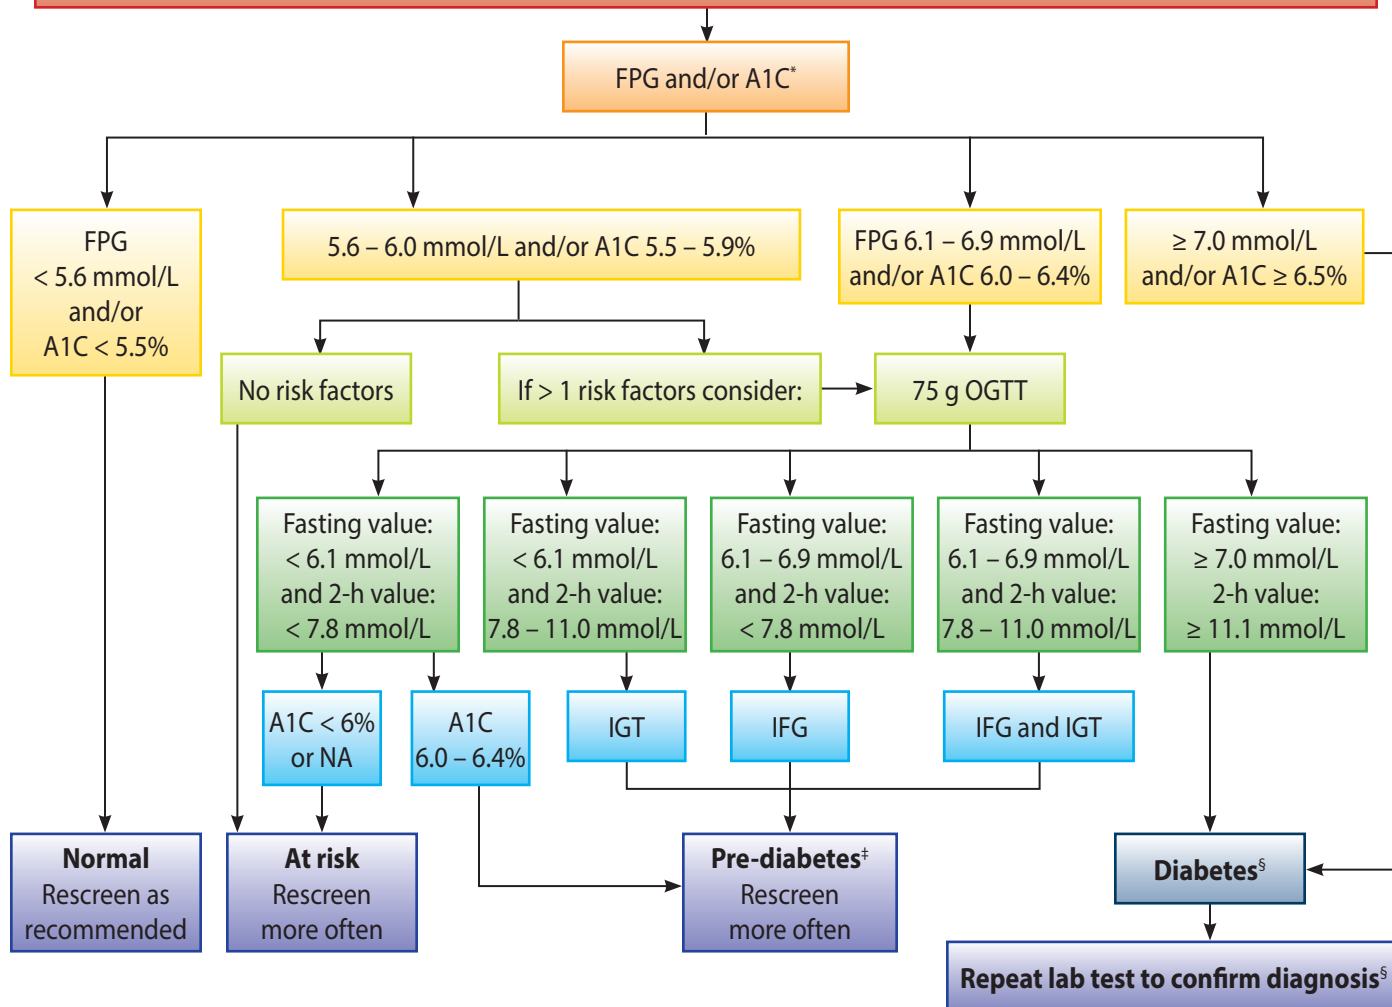 FPG and/or A1C*
FPG
< 5.6 mmol/L
and/or
A1C < 5.5%
5.6 – 6.0 mmol/L and/or A1C 5.5 – 5.9%
FPG 6.1 – 6.9 mmol/L
and/or A1C 6.0 – 6.4%
≥ 7.0 mmol/L
and/or A1C ≥ 6.5%
No risk factors
If > 1 risk factors consider:
75 g OGTT
Fasting value:
< 6.1 mmol/L
and 2-h value:
< 7.8 mmol/L
Fasting value:
< 6.1 mmol/L
and 2-h value:
7.8 – 11.0 mmol/L
Fasting value:
6.1 – 6.9 mmol/L
and 2-h value:
< 7.8 mmol/L
Fasting value:
6.1 – 6.9 mmol/L
and 2-h value:
7.8 – 11.0 mmol/L
Fasting value:
≥ 7.0 mmol/L
2-h value:
≥ 11.1 mmol/L
A1C < 6%
or NA
A1C
6.0 – 6.4%
IGT
IFG
IFG and IGT
Normal
Rescreen as
recommended
At risk
Rescreen
more often
Pre-diabetes‡
Rescreen
more often
Diabetes§
Repeat lab test to confirm diagnosis§